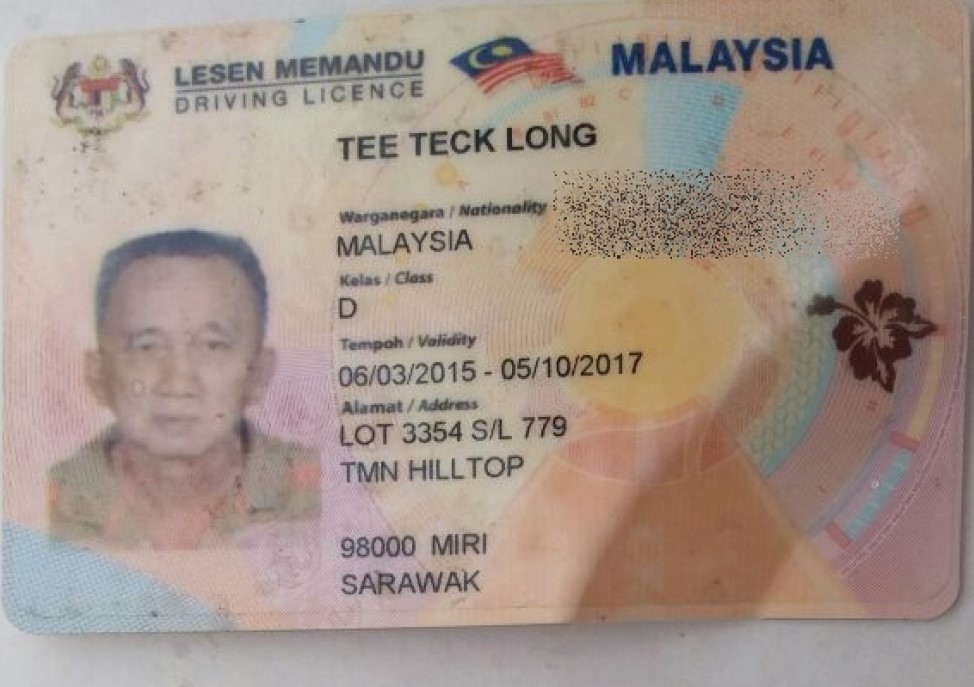 LESEN MEMANDU
DRIVING LICENCE
MALAYSIA
TEE TECK LONG
Warganegara / Nationality
MALAYSIA
Kelas / Class
D
Tempoh / Validity
06/03/2015 - 05/10/2017
Alamat / Address
LOT 3354 S/L 779
TMN HILLTOP
98000 MIRI
SARAWAK